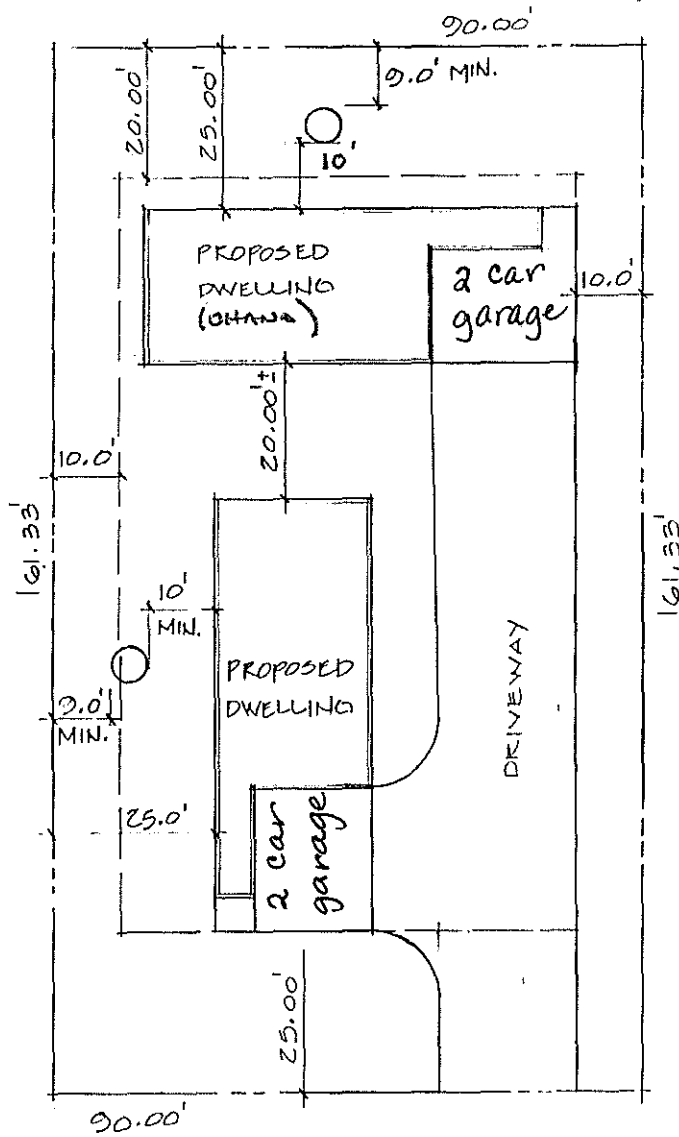 90.00'
20.00'
25.00'
9.0' MIN.
10'
PROPOSED
DWELLING
(OHANA)
2 car
garage
10.0'
20.00'±
10.0'
161.33'
161.33'
10'
MIN.
PROPOSED
DWELLING
9.0'
MIN.
DRIVEWAY
25.0'
2 car
garage
25.00'
90.00'